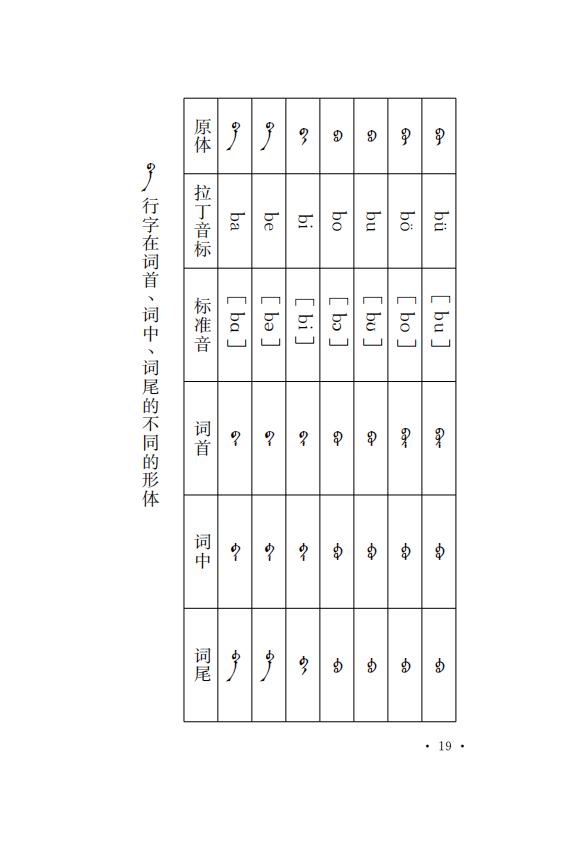 ᠪᠠ 行字在词首、词中、词尾的不同的形体
原体 拉丁音标 标准音 词首 词中 词尾
ᠪᠠ ba [bɑ] ᠪᠠ‍ ‍ᠪᠠ‍ ‍ᠪᠠ
ᠪᠡ be [bə] ᠪᠡ‍ ‍ᠪᠡ‍ ‍ᠪᠡ
ᠪᠢ bi [bi] ᠪᠢ‍ ‍ᠪᠢ‍ ‍ᠪᠢ
ᠪᠣ bo [bɔ] ᠪᠣ‍ ‍ᠪᠣ‍ ‍ᠪᠣ
ᠪᠤ bu [bʊ] ᠪᠤ‍ ‍ᠪᠤ‍ ‍ᠪᠤ
ᠪᠥ bö [bo] ᠪᠥ‍ ‍ᠪᠥ‍ ‍ᠪᠥ
ᠪᠦ bü [bu] ᠪᠦ‍ ‍ᠪᠦ‍ ‍ᠪᠦ
• 19 •